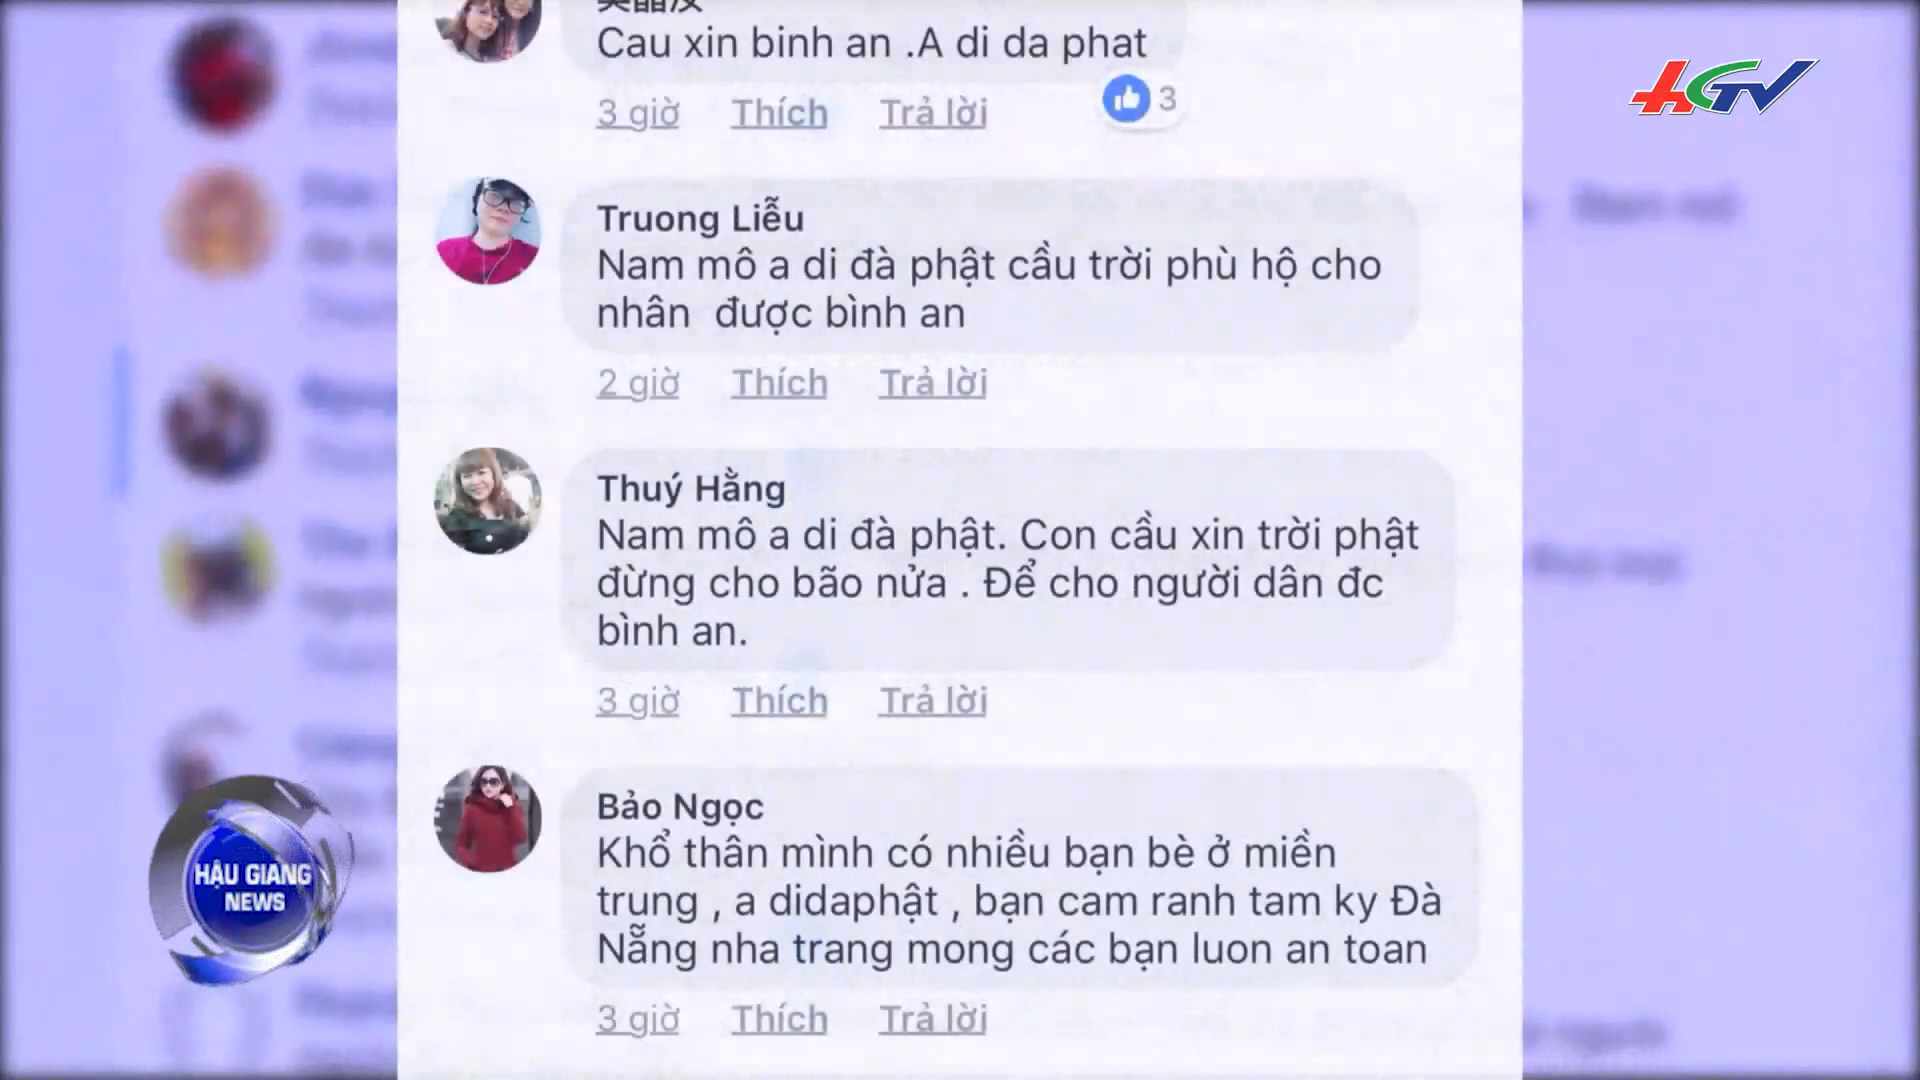 Cau xin binh an .A di da phat
3 giờ Thích Trả lời 3
HGTV
Truong Liễu
Nam mô a di đà phật cầu trời phù hộ cho
nhân được bình an
2 giờ Thích Trả lời
Thuý Hằng
Nam mô a di đà phật. Con cầu xin trời phật
đừng cho bão nửa . Để cho người dân đc
bình an.
3 giờ Thích Trả lời
Bảo Ngọc
Khổ thân mình có nhiều bạn bè ở miền
trung , a didaphật , bạn cam ranh tam ky Đà
Nẵng nha trang mong các bạn luon an toan
3 giờ Thích Trả lời
HẬU GIANG
NEWS